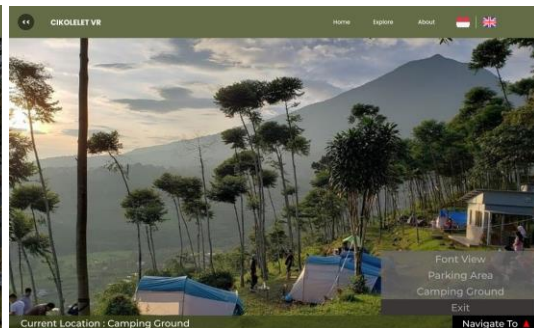 CIKOLELET VR
Home
Explore
About
Font View
Parking Area
Camping Ground
Exit
Current Location : Camping Ground
Navigate To